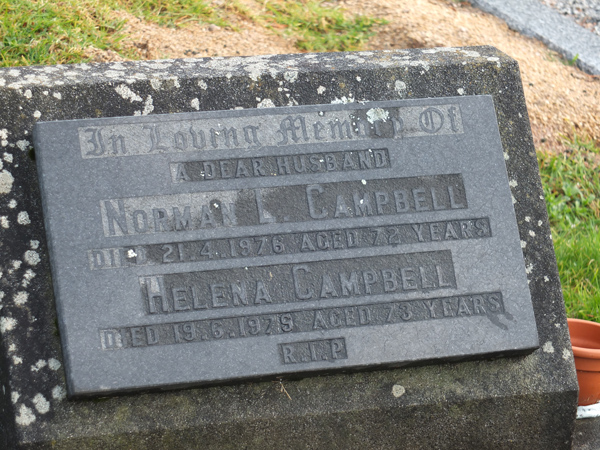 In Loving Memory Of
A DEAR HUSBAND
NORMAN L. CAMPBELL
DIED 21.4.1976 AGED 72 YEARS
HELENA CAMPBELL
DIED 19.6.1979 AGED 73 YEARS
R.I.P